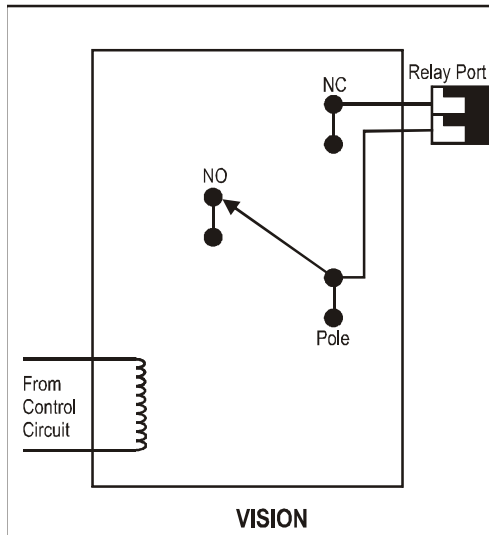 Relay Port
NC
NO
Pole
From
Control
Circuit
VISION